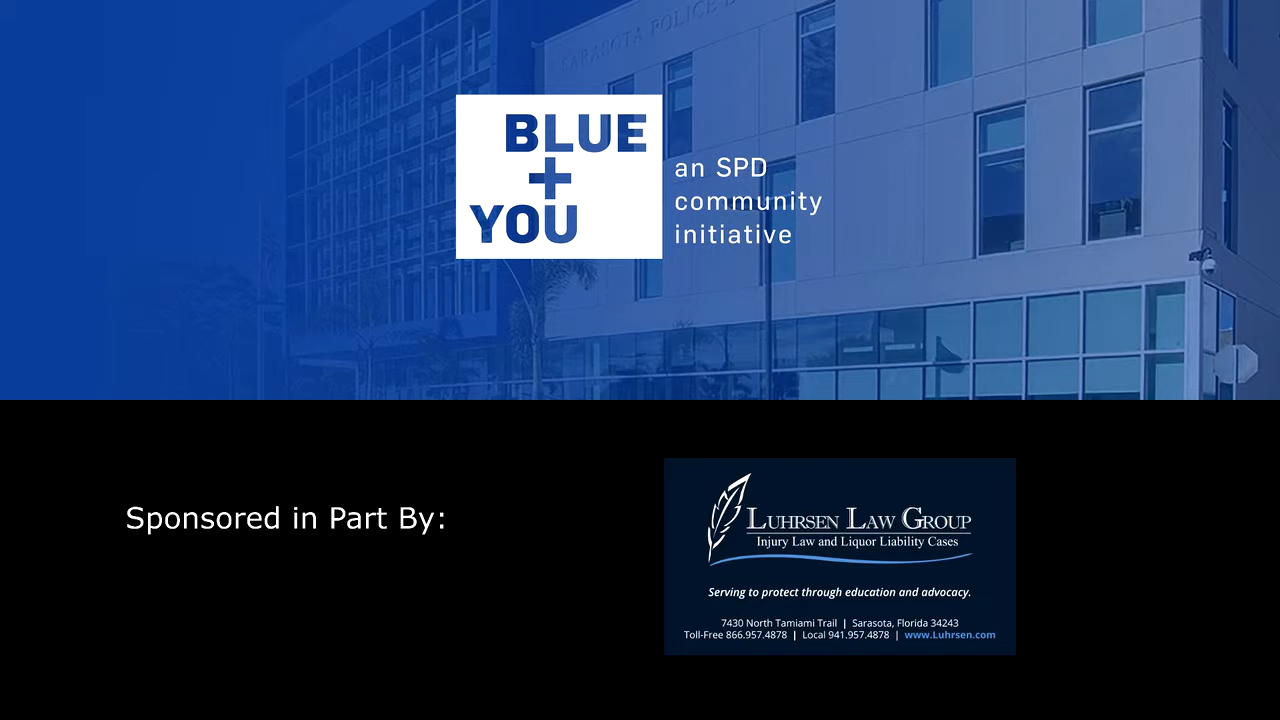 SARASOTA POLICE D
BLUE
+
YOU
an SPD
community
initiative
Sponsored in Part By:
LUHRSEN LAW GROUP
Injury Law and Liquor Liability Cases
Serving to protect through education and advocacy.
7430 North Tamiami Trail | Sarasota, Florida 34243
Toll-Free 866.957.4878 | Local 941.957.4878 | www.Luhrsen.com